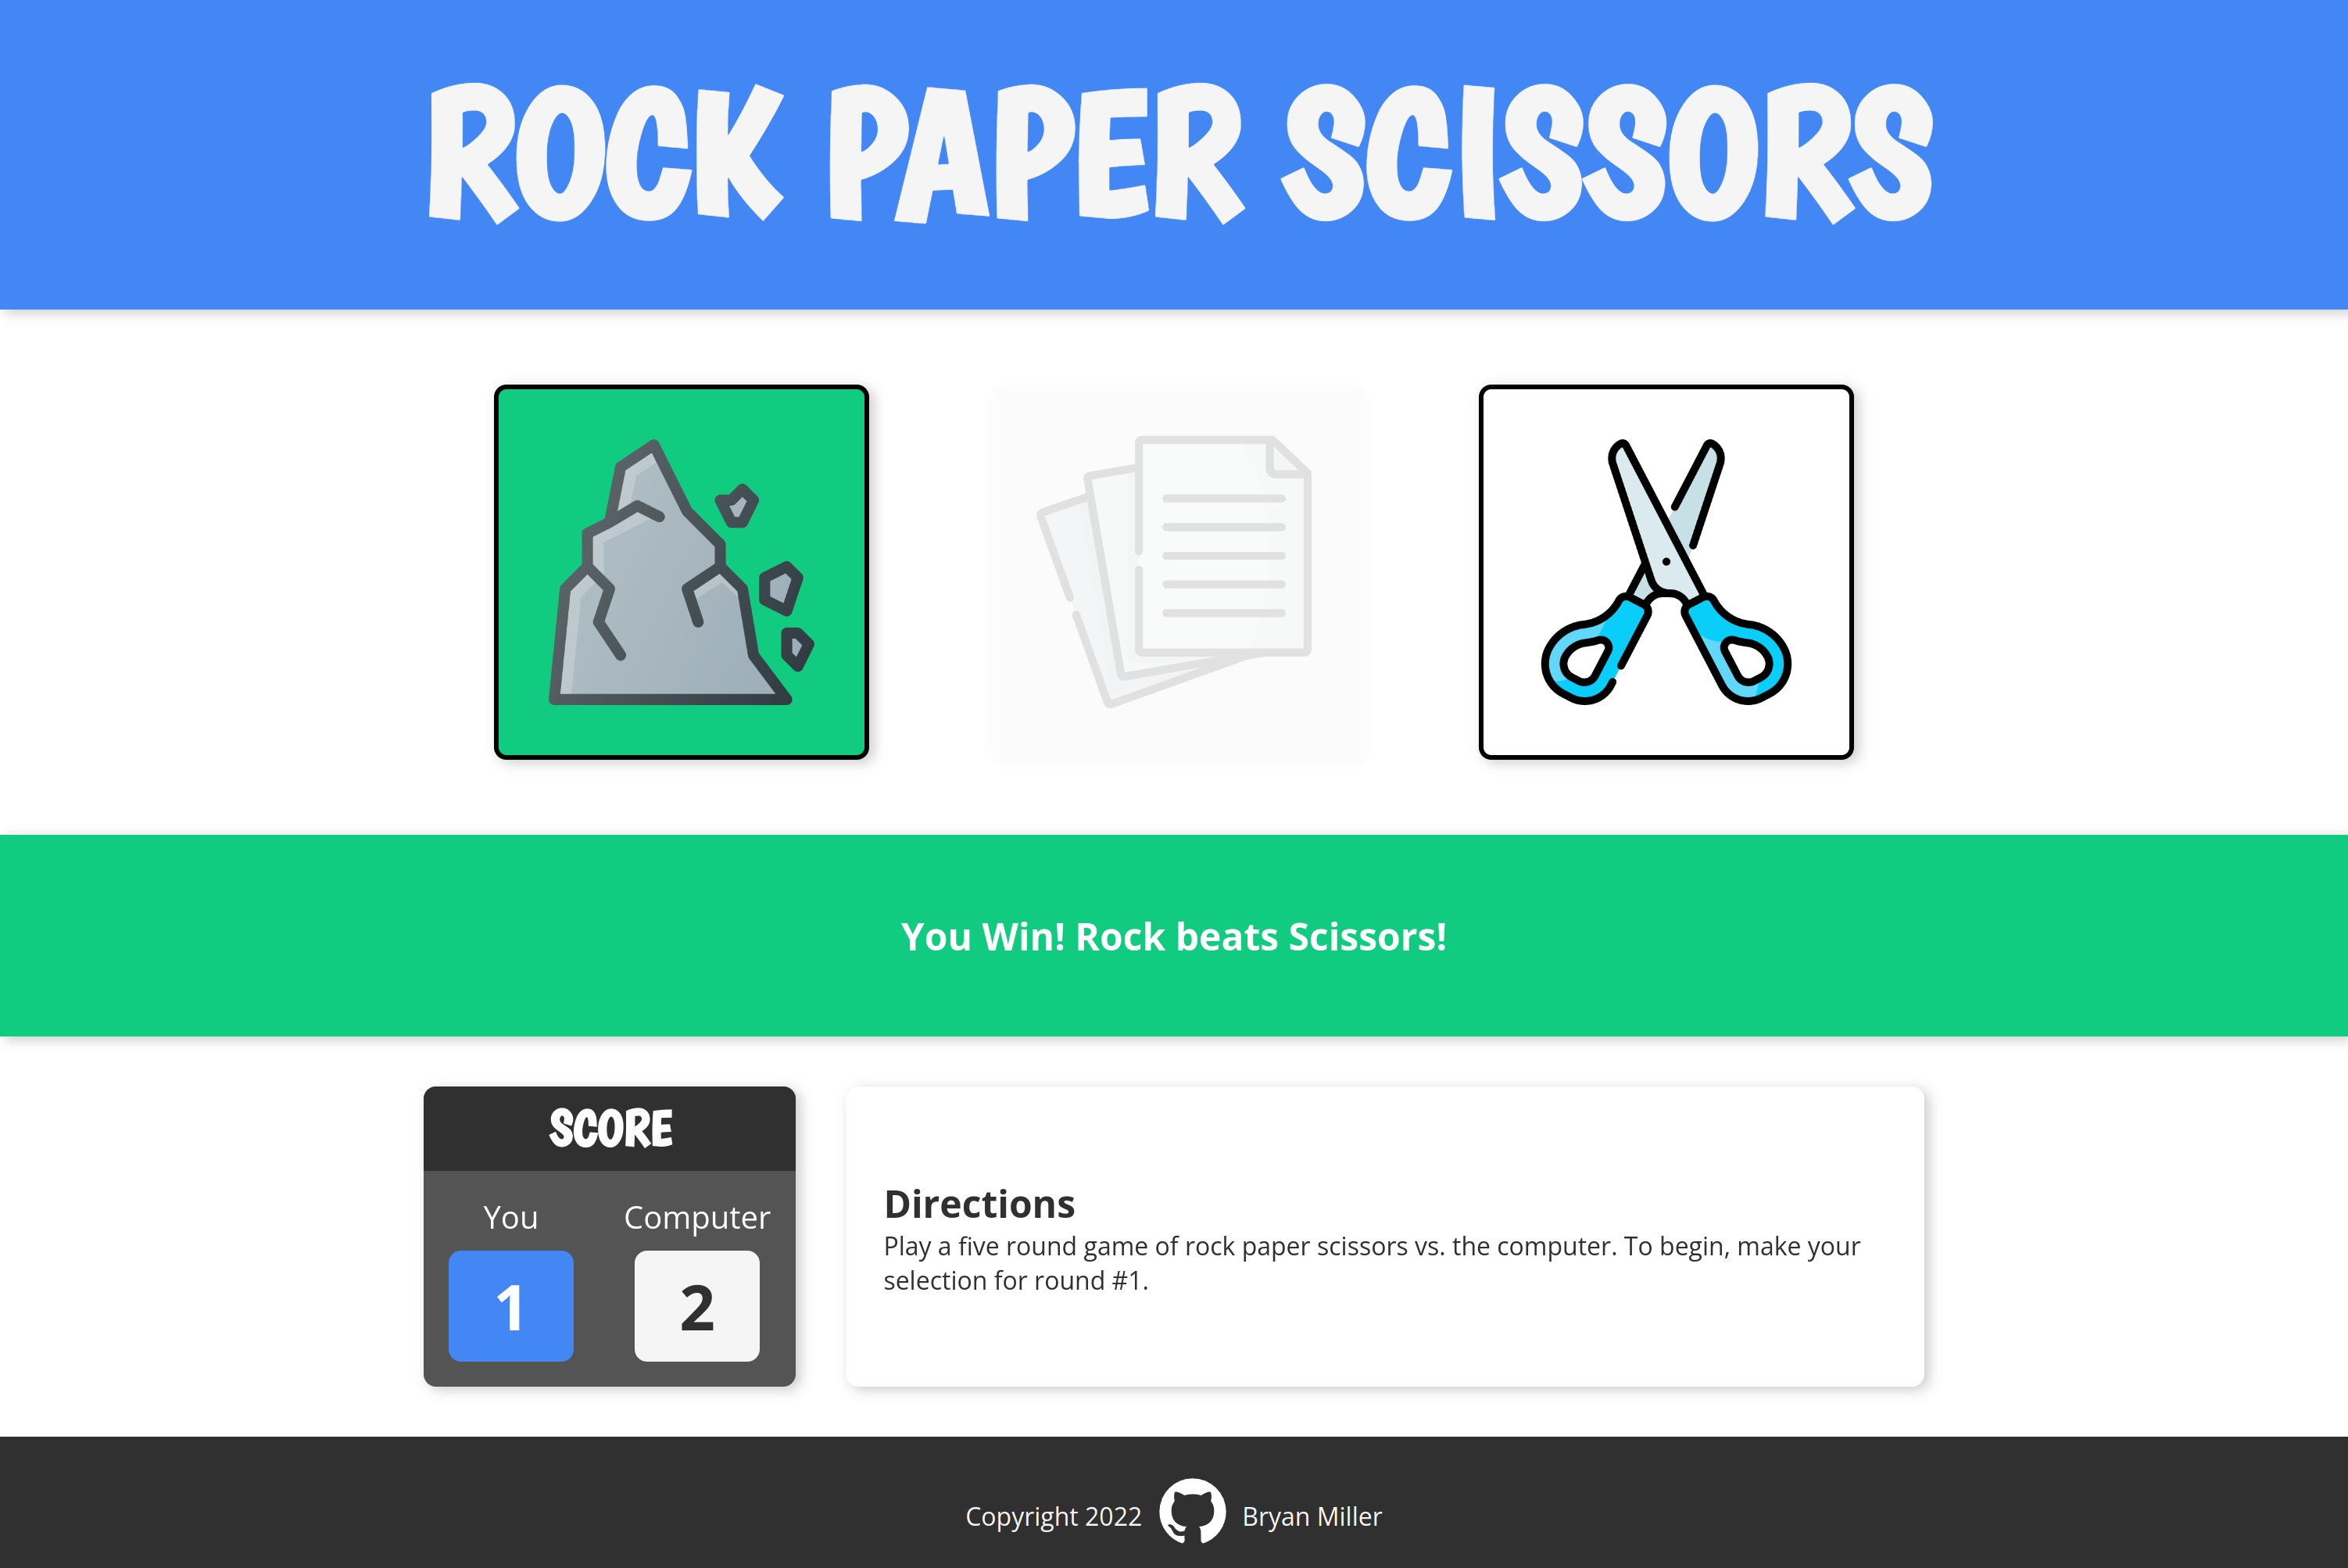 ROCK PAPER SCISSORS
You Win! Rock beats Scissors!
SCORE
You Computer
1 2
Directions
Play a five round game of rock paper scissors vs. the computer. To begin, make your
selection for round #1.
Copyright 2022 Bryan Miller